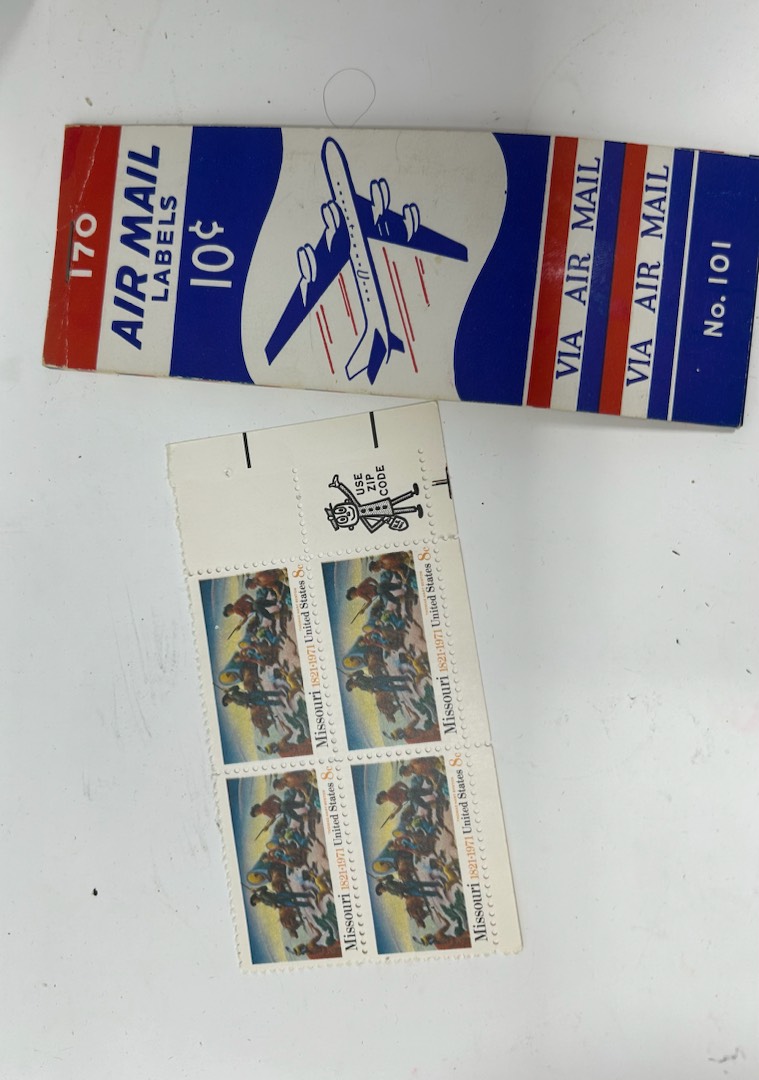 170
AIR MAIL
LABELS
10¢
VIA AIR MAIL
VIA AIR MAIL
No. 101
USE
ZIP
CODE
Missouri 1821·1971 United States 8c
Missouri 1821·1971 United States 8c
Missouri 1821·1971 United States 8c
Missouri 1821·1971 United States 8c